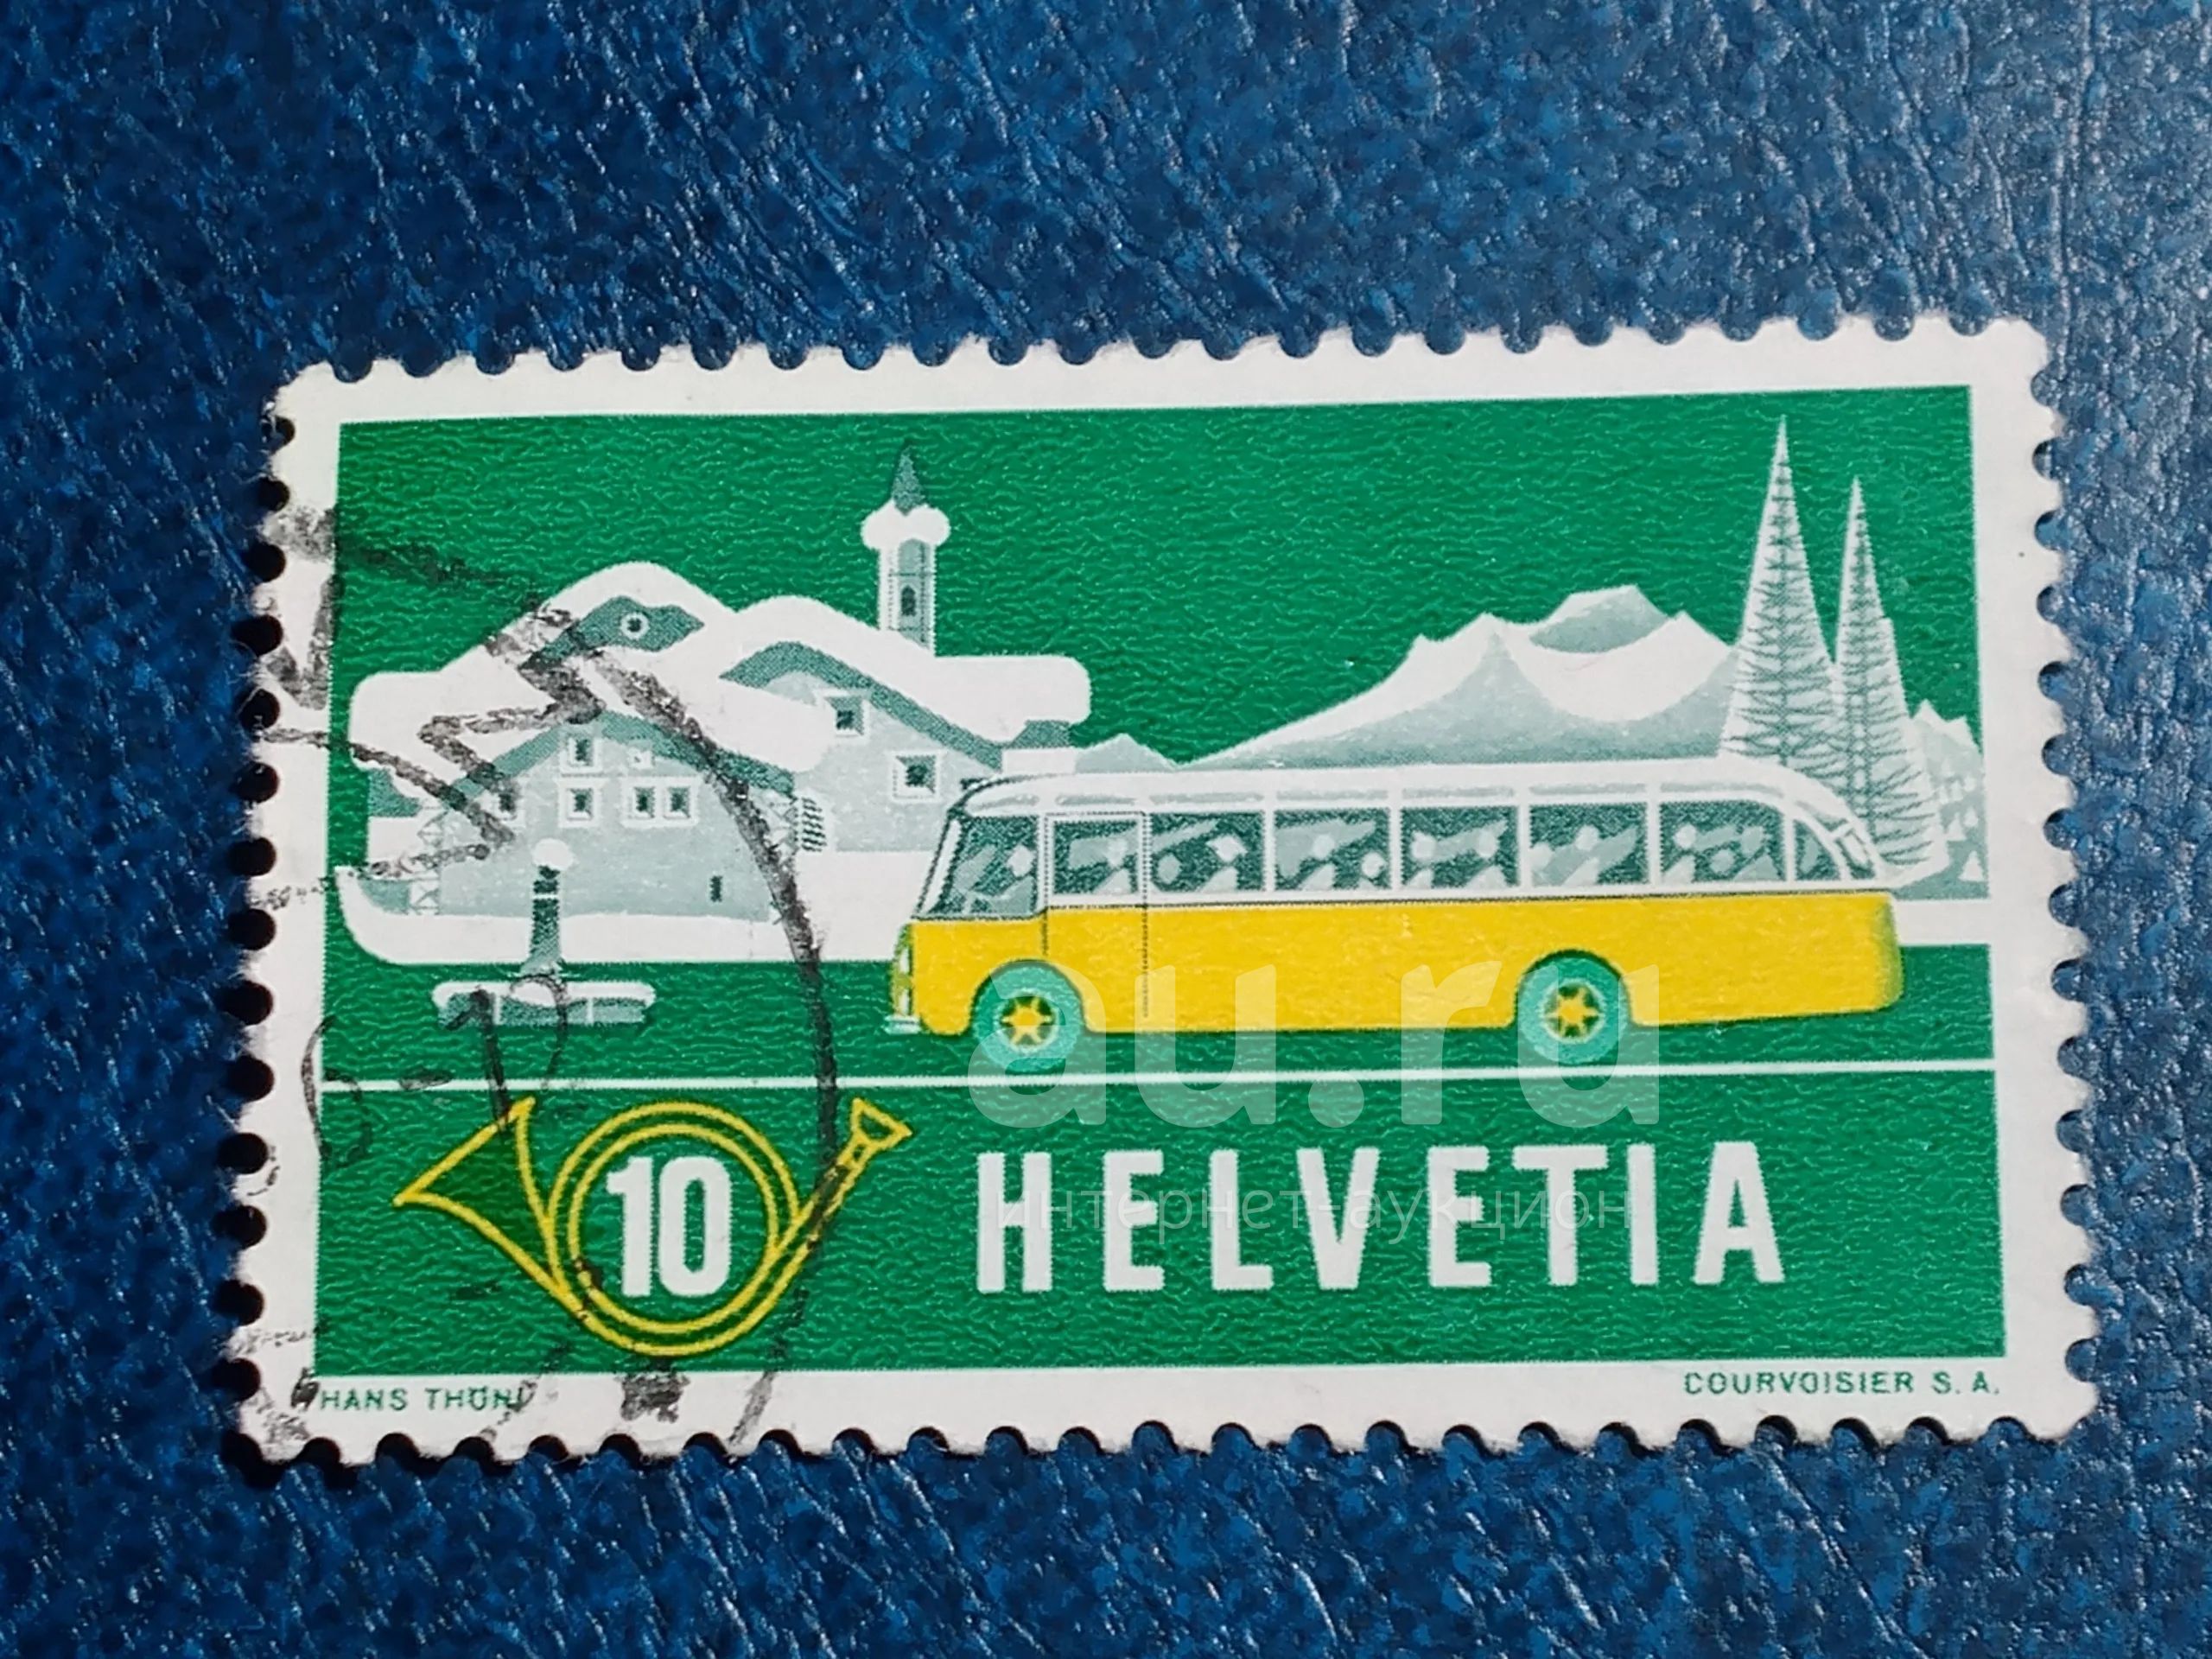 10
HELVETIA
HANS THÖNI
COURVOISIER S. A.
au.ru
интернет-аукцион